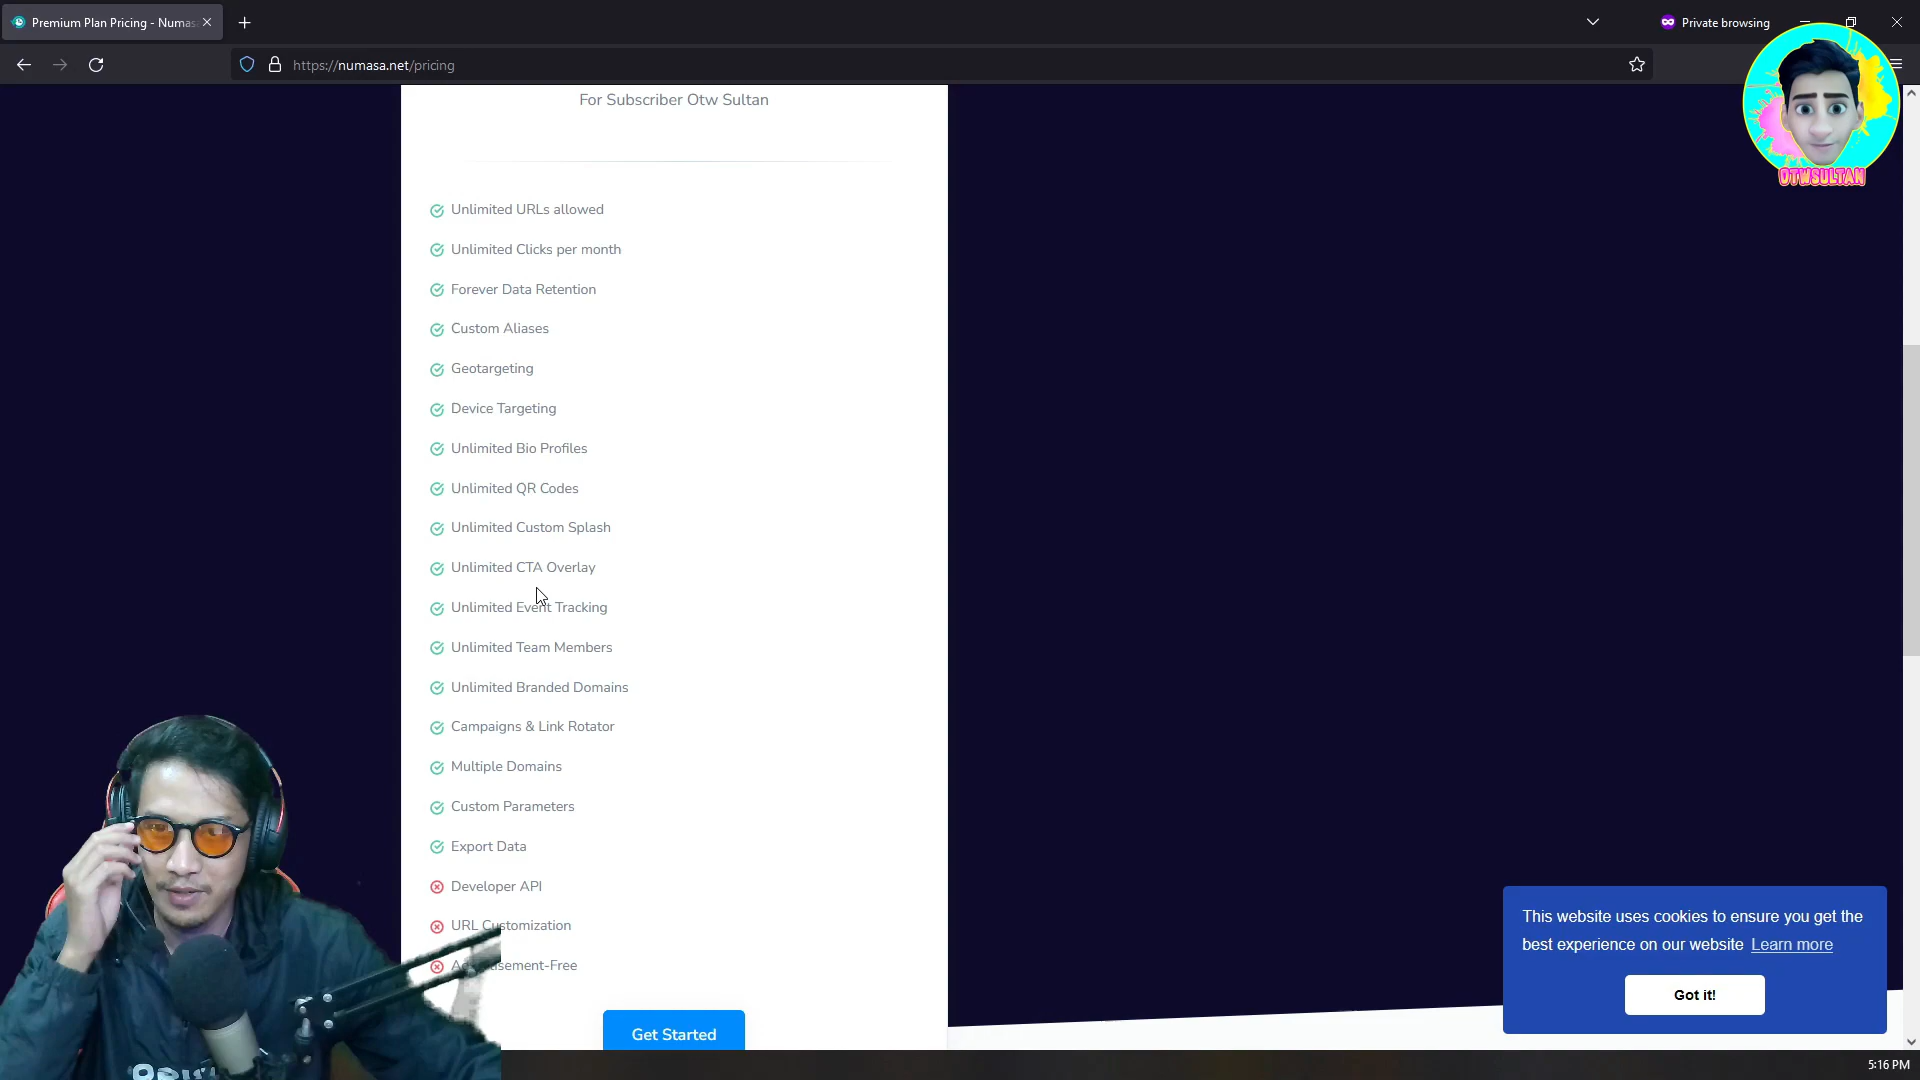 Premium Plan Pricing - Numas
Private browsing
https://numasa.net/pricing
OTWSULTAN
For Subscriber Otw Sultan
Unlimited URLs allowed
Unlimited Clicks per month
Forever Data Retention
Custom Aliases
Geotargeting
Device Targeting
Unlimited Bio Profiles
Unlimited QR Codes
Unlimited Custom Splash
Unlimited CTA Overlay
Unlimited Event Tracking
Unlimited Team Members
Unlimited Branded Domains
Campaigns & Link Rotator
Multiple Domains
Custom Parameters
Export Data
Developer API
URL Customization
sement-Free
Get Started
This website uses cookies to ensure you get the
best experience on our website Learn more
Got it!
5:16 PM